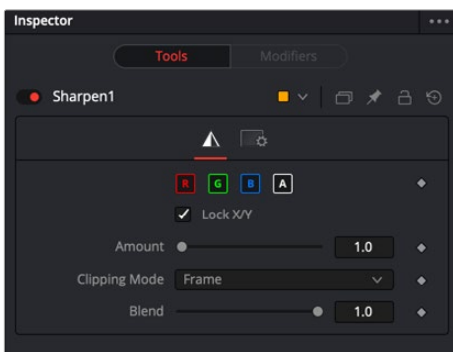 Inspector
Tools Modifiers
Sharpen1
R G B A
Lock X/Y
Amount 1.0
Clipping Mode Frame
Blend 1.0